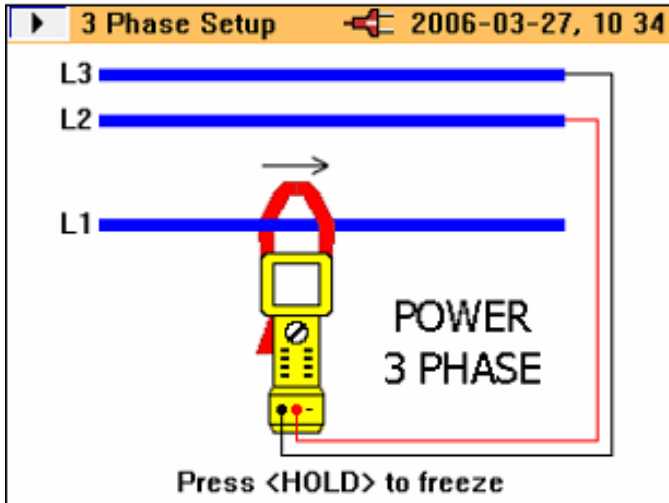 3 Phase Setup 2006-03-27, 10 34
L3
L2
L1
POWER
3 PHASE
Press <HOLD> to freeze